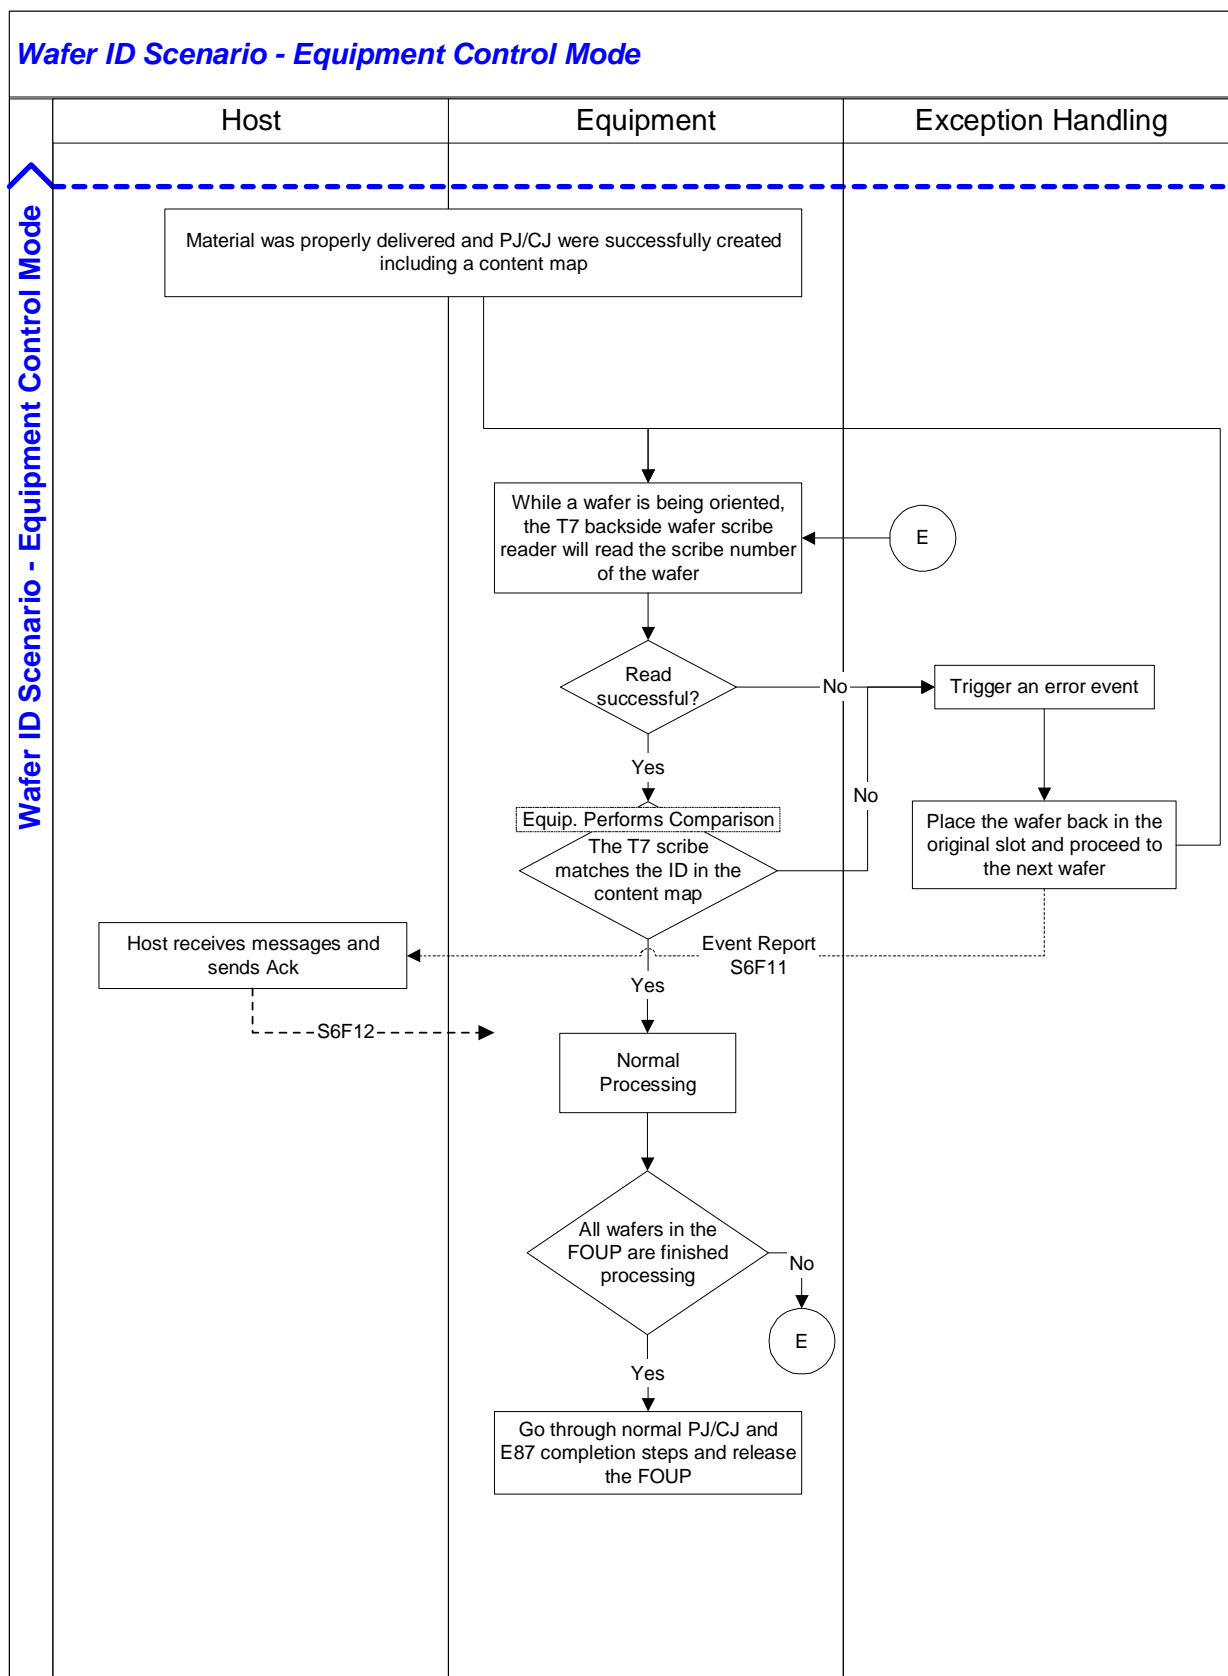 Wafer ID Scenario - Equipment Control Mode
Host
Equipment
Exception Handling
Wafer ID Scenario - Equipment Control Mode
Material was properly delivered and PJ/CJ were successfully created
including a content map
While a wafer is being oriented,
the T7 backside wafer scribe
reader will read the scribe number
of the wafer
E
Read
successful?
No
Trigger an error event
Yes
No
Equip. Performs Comparison
The T7 scribe
matches the ID in the
content map
Place the wafer back in the
original slot and proceed to
the next wafer
Host receives messages and
sends Ack
Event Report
S6F11
Yes
S6F12
Normal
Processing
All wafers in the
FOUP are finished
processing
No
E
Yes
Go through normal PJ/CJ and
E87 completion steps and release
the FOUP